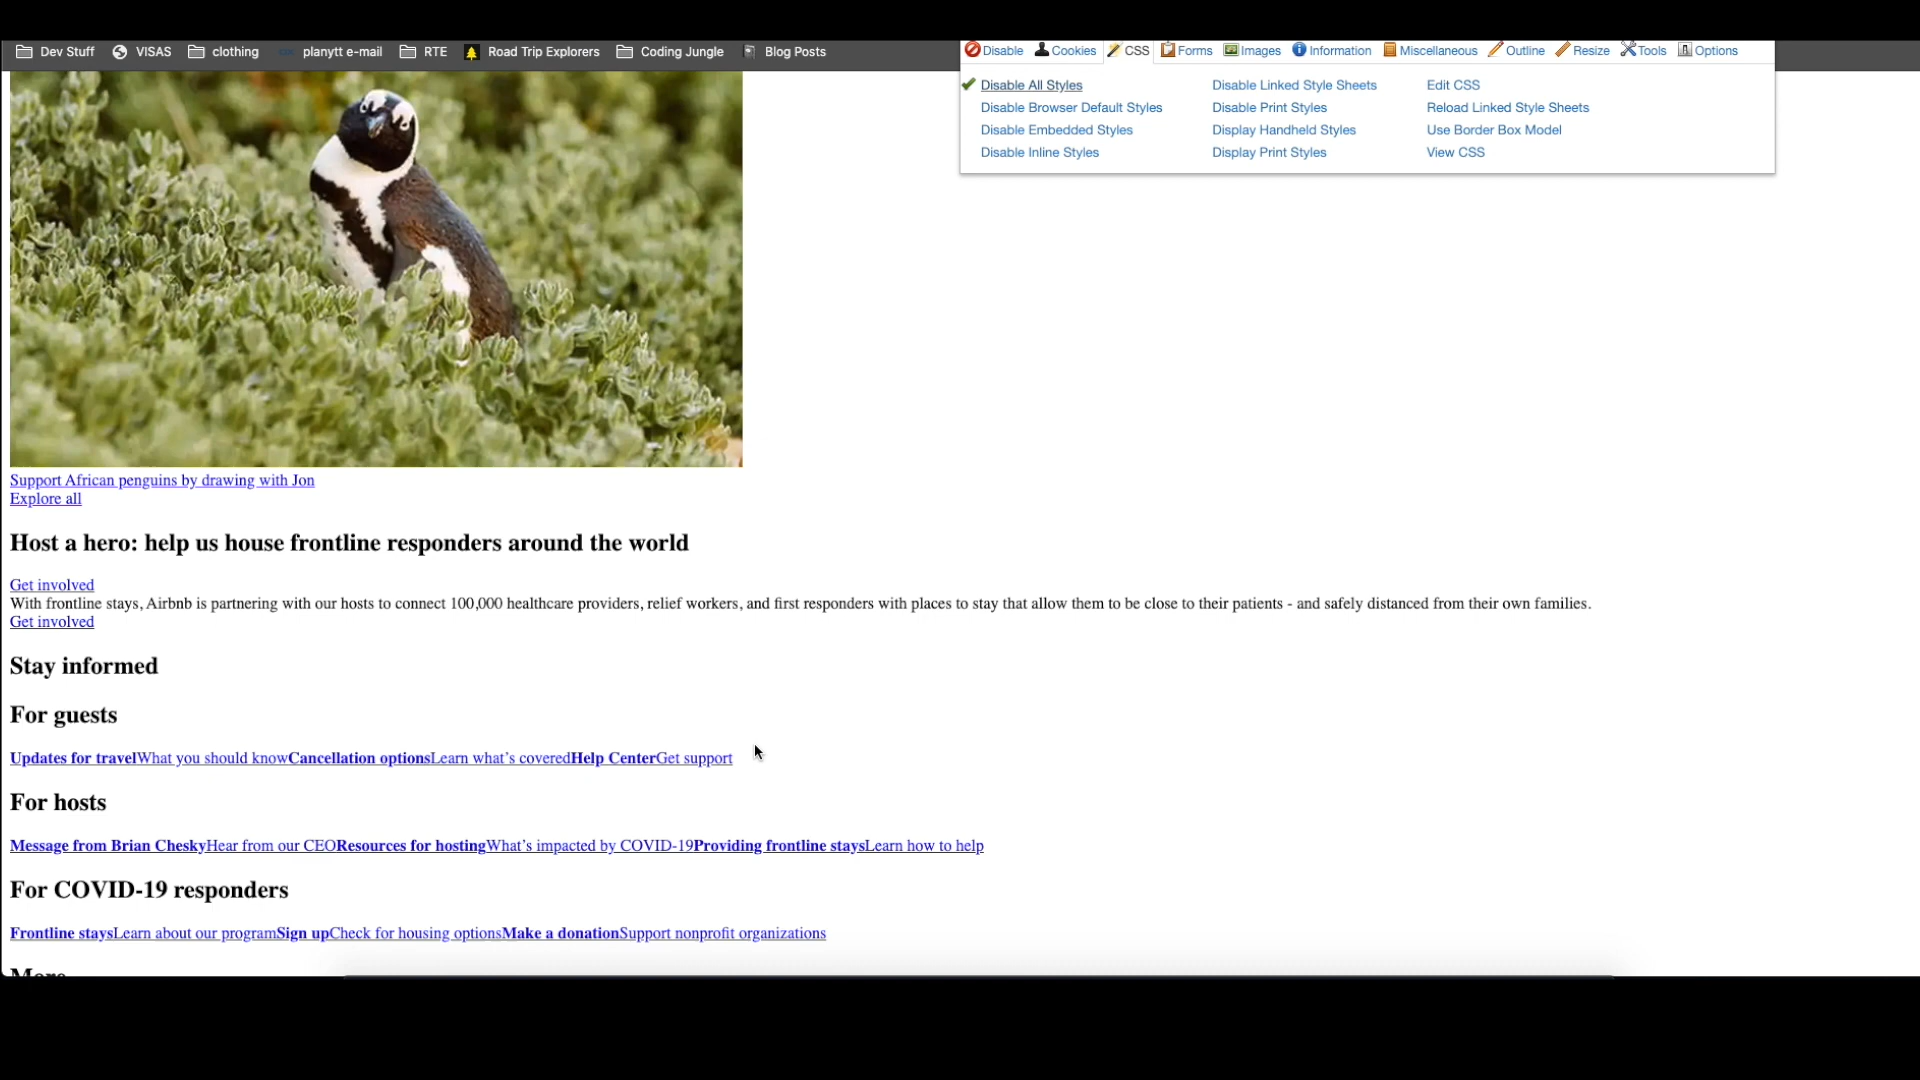 Dev Stuff VISAS clothing planytt e-mail RTE Road Trip Explorers Coding Jungle Blog Posts
Disable Cookies CSS Forms Images Information Miscellaneous Outline Resize Tools Options
Disable All Styles Disable Linked Style Sheets Edit CSS
Disable Browser Default Styles Disable Print Styles Reload Linked Style Sheets
Disable Embedded Styles Display Handheld Styles Use Border Box Model
Disable Inline Styles Display Print Styles View CSS
Support African penguins by drawing with Jon
Explore all
Host a hero: help us house frontline responders around the world
Get involved
With frontline stays, Airbnb is partnering with our hosts to connect 100,000 healthcare providers, relief workers, and first responders with places to stay that allow them to be close to their patients - and safely distanced from their own families.
Get involved
Stay informed
For guests
Updates for travelWhat you should knowCancellation optionsLearn what’s coveredHelp CenterGet support
For hosts
Message from Brian CheskyHear from our CEOResources for hostingWhat’s impacted by COVID-19Providing frontline staysLearn how to help
For COVID-19 responders
Frontline staysLearn about our programSign upCheck for housing optionsMake a donationSupport nonprofit organizations
More